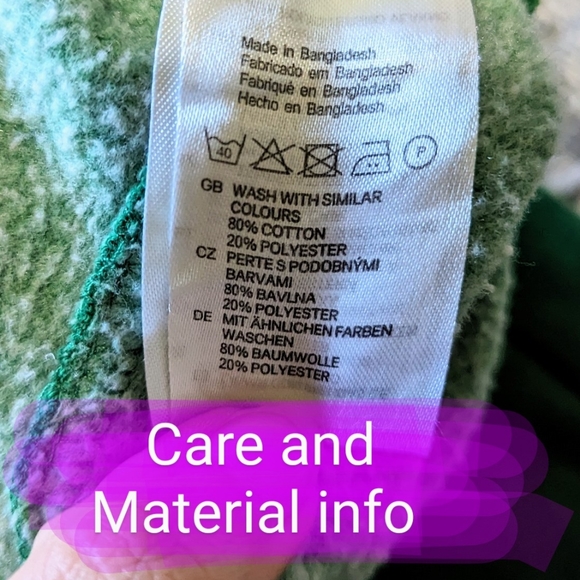 Made in Bangladesh
Fabricado em Bangladesh
Fabriqué en Bangladesh
Hecho en Bangladesh
40 P
GB WASH WITH SIMILAR
COLOURS
80% COTTON
20% POLYESTER
CZ PERTE S PODOBNÝMI
BARVAMI
80% BAVLNA
20% POLYESTER
DE MIT ÄHNLICHEN FARBEN
WASCHEN
80% BAUMWOLLE
20% POLYESTER
Care and
Material info